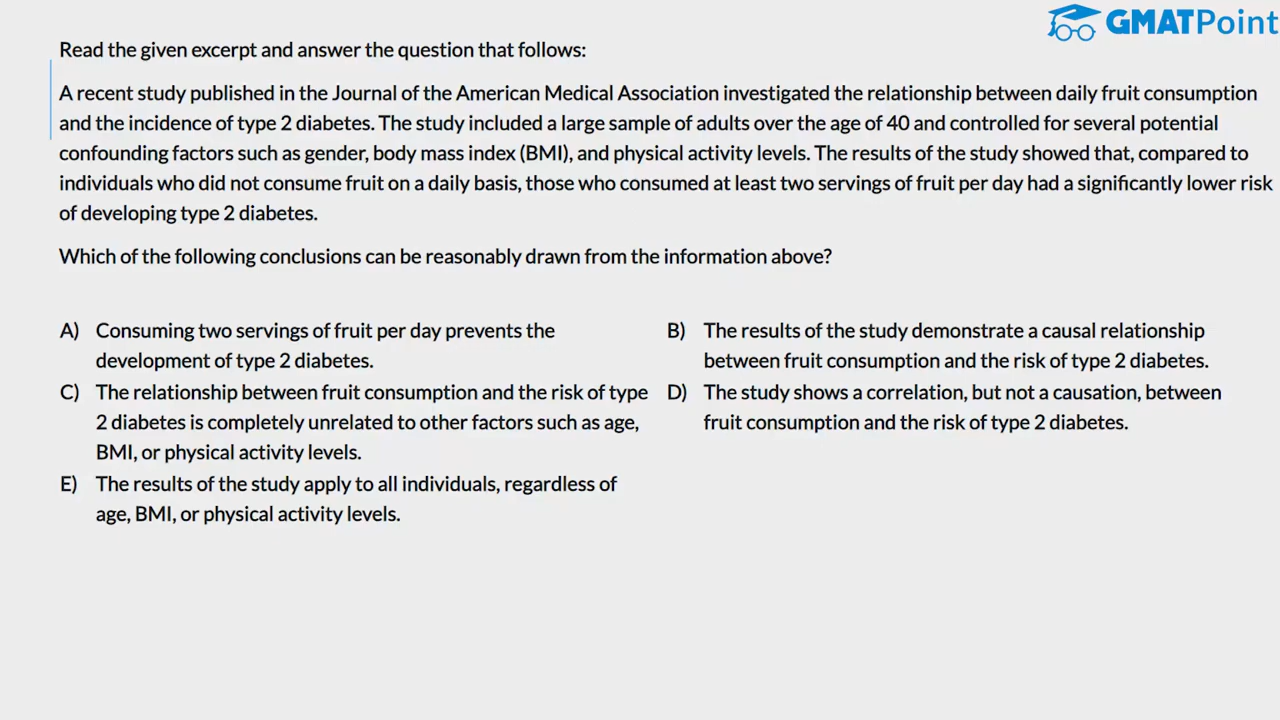 GMATPoint
Read the given excerpt and answer the question that follows:
A recent study published in the Journal of the American Medical Association investigated the relationship between daily fruit consumption
and the incidence of type 2 diabetes. The study included a large sample of adults over the age of 40 and controlled for several potential
confounding factors such as gender, body mass index (BMI), and physical activity levels. The results of the study showed that, compared to
individuals who did not consume fruit on a daily basis, those who consumed at least two servings of fruit per day had a significantly lower risk
of developing type 2 diabetes.
Which of the following conclusions can be reasonably drawn from the information above?
A) Consuming two servings of fruit per day prevents the
development of type 2 diabetes.
B) The results of the study demonstrate a causal relationship
between fruit consumption and the risk of type 2 diabetes.
C) The relationship between fruit consumption and the risk of type
2 diabetes is completely unrelated to other factors such as age,
BMI, or physical activity levels.
D) The study shows a correlation, but not a causation, between
fruit consumption and the risk of type 2 diabetes.
E) The results of the study apply to all individuals, regardless of
age, BMI, or physical activity levels.